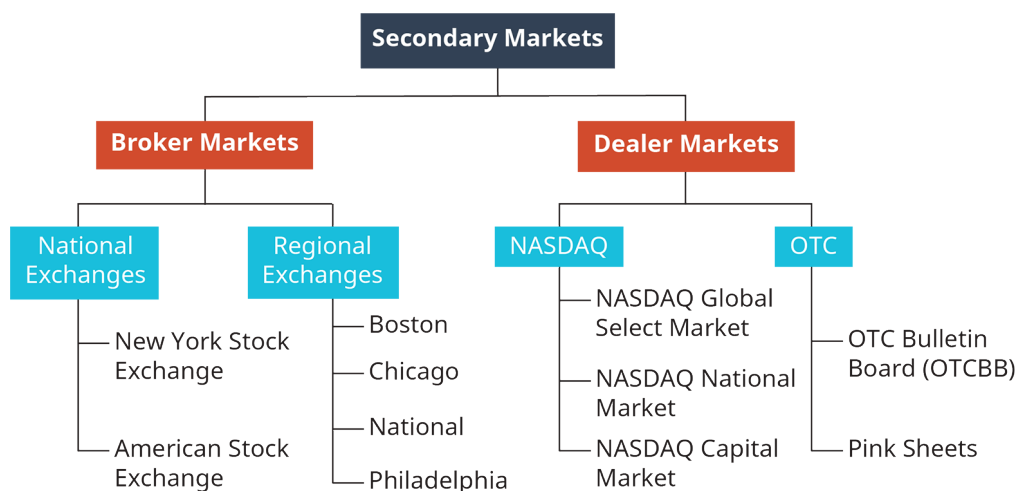 Secondary Markets
Broker Markets
Dealer Markets
National
Exchanges
Regional
Exchanges
NASDAQ
OTC
New York Stock
Exchange
American Stock
Exchange
Boston
Chicago
National
Philadelphia
NASDAQ Global
Select Market
NASDAQ National
Market
NASDAQ Capital
Market
OTC Bulletin
Board (OTCBB)
Pink Sheets